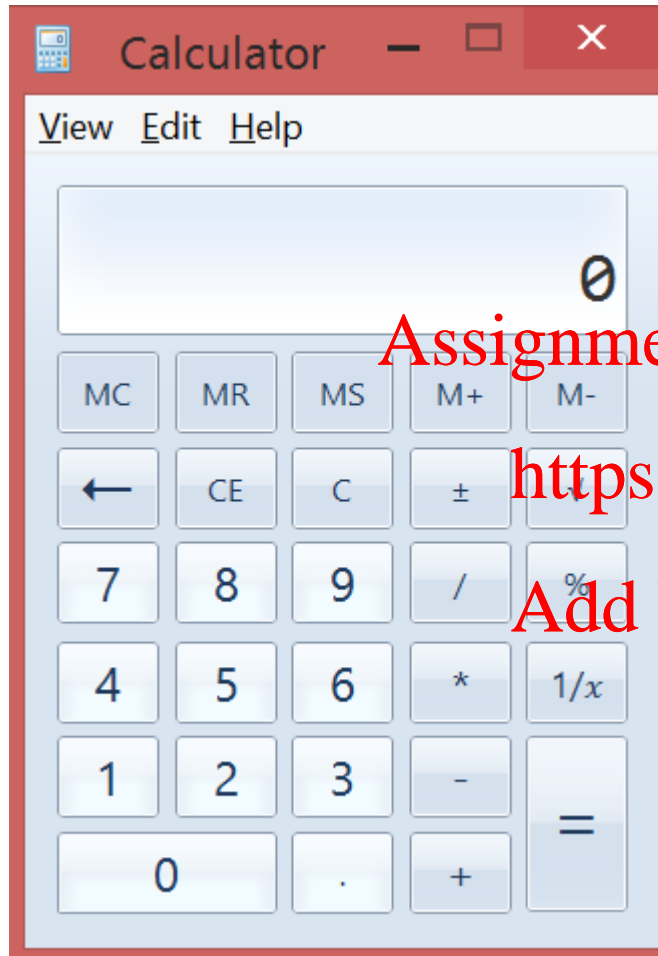 Calculator
View Edit Help
0
Assignme
MC MR MS M+ M-
https
← CE C ±
7 8 9 / %
Add
4 5 6 * 1/x
1 2 3 -
=
0 . +